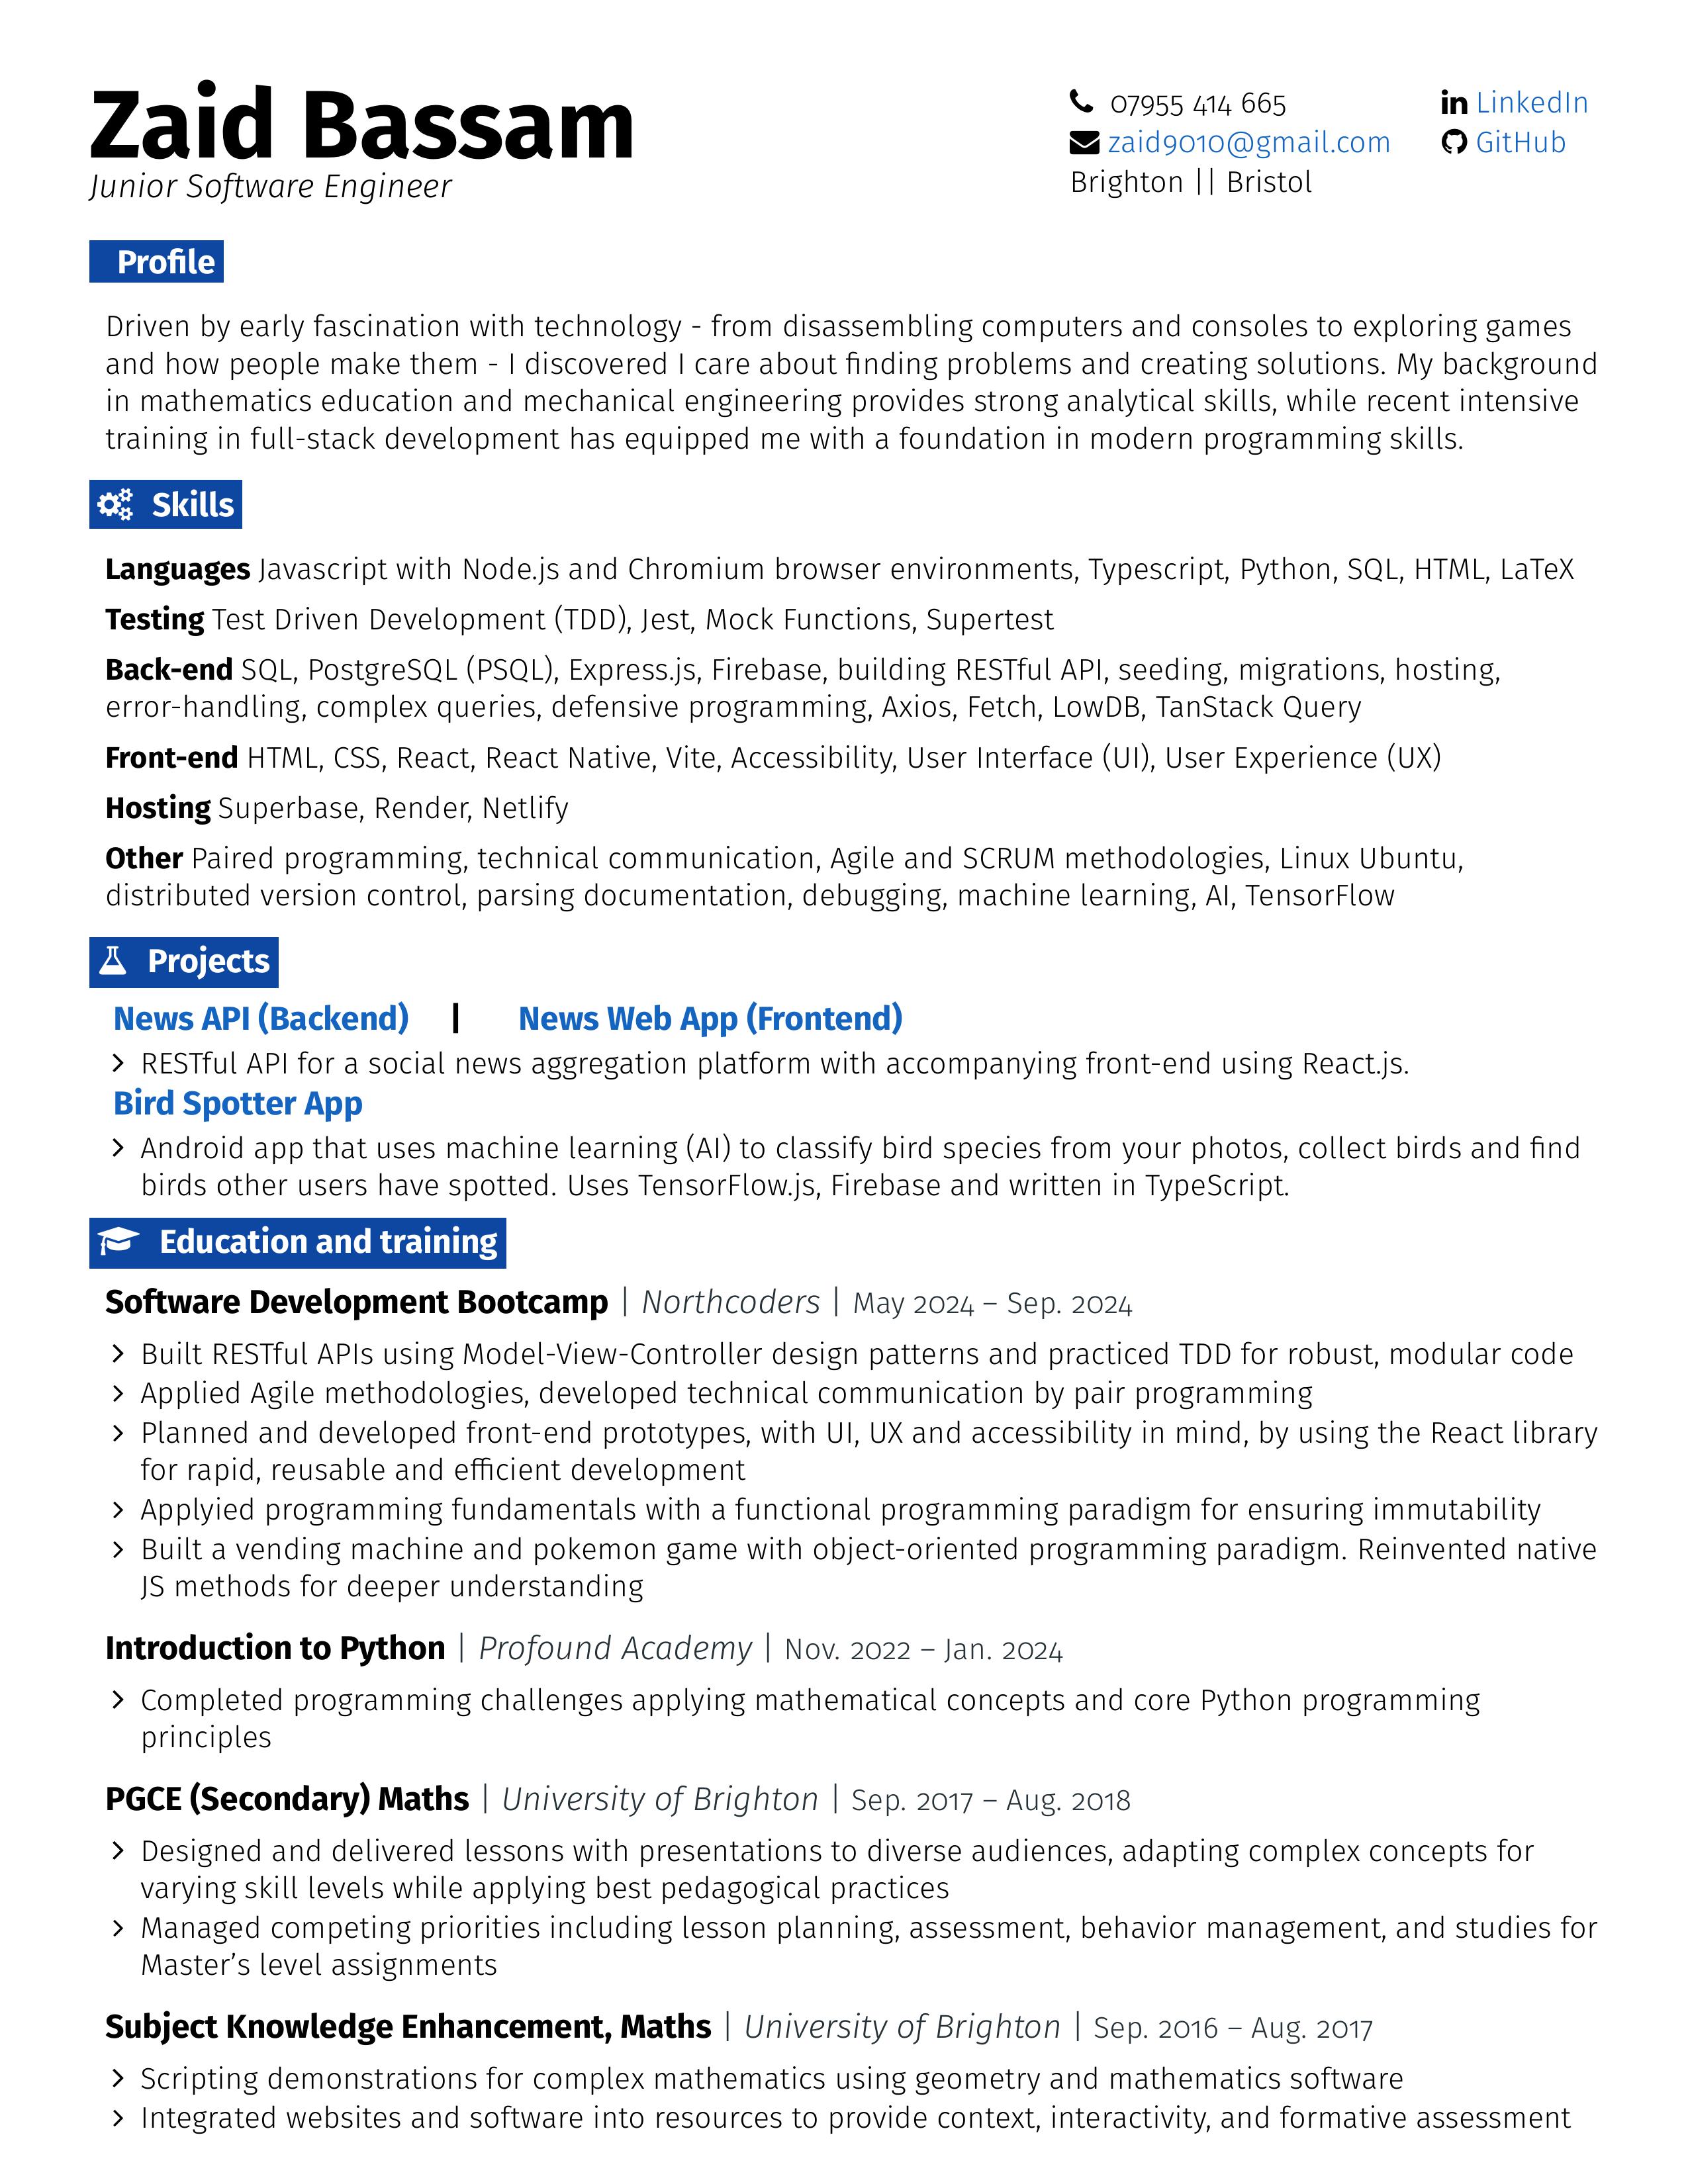 Zaid Bassam
Junior Software Engineer
07955 414 665
zaid9010@gmail.com
Brighton || Bristol
LinkedIn
GitHub
Profile
Driven by early fascination with technology - from disassembling computers and consoles to exploring games
and how people make them - I discovered I care about finding problems and creating solutions. My background
in mathematics education and mechanical engineering provides strong analytical skills, while recent intensive
training in full-stack development has equipped me with a foundation in modern programming skills.
Skills
Languages Javascript with Node.js and Chromium browser environments, Typescript, Python, SQL, HTML, LaTeX
Testing Test Driven Development (TDD), Jest, Mock Functions, Supertest
Back-end SQL, PostgreSQL (PSQL), Express.js, Firebase, building RESTful API, seeding, migrations, hosting,
error-handling, complex queries, defensive programming, Axios, Fetch, LowDB, TanStack Query
Front-end HTML, CSS, React, React Native, Vite, Accessibility, User Interface (UI), User Experience (UX)
Hosting Superbase, Render, Netlify
Other Paired programming, technical communication, Agile and SCRUM methodologies, Linux Ubuntu,
distributed version control, parsing documentation, debugging, machine learning, AI, TensorFlow
Projects
News API (Backend) | News Web App (Frontend)
> RESTful API for a social news aggregation platform with accompanying front-end using React.js.
Bird Spotter App
> Android app that uses machine learning (AI) to classify bird species from your photos, collect birds and find
birds other users have spotted. Uses TensorFlow.js, Firebase and written in TypeScript.
Education and training
Software Development Bootcamp | Northcoders | May 2024 – Sep. 2024
> Built RESTful APIs using Model-View-Controller design patterns and practiced TDD for robust, modular code
> Applied Agile methodologies, developed technical communication by pair programming
> Planned and developed front-end prototypes, with UI, UX and accessibility in mind, by using the React library
for rapid, reusable and efficient development
> Applyied programming fundamentals with a functional programming paradigm for ensuring immutability
> Built a vending machine and pokemon game with object-oriented programming paradigm. Reinvented native
JS methods for deeper understanding
Introduction to Python | Profound Academy | Nov. 2022 – Jan. 2024
> Completed programming challenges applying mathematical concepts and core Python programming
principles
PGCE (Secondary) Maths | University of Brighton | Sep. 2017 – Aug. 2018
> Designed and delivered lessons with presentations to diverse audiences, adapting complex concepts for
varying skill levels while applying best pedagogical practices
> Managed competing priorities including lesson planning, assessment, behavior management, and studies for
Master’s level assignments
Subject Knowledge Enhancement, Maths | University of Brighton | Sep. 2016 – Aug. 2017
> Scripting demonstrations for complex mathematics using geometry and mathematics software
> Integrated websites and software into resources to provide context, interactivity, and formative assessment